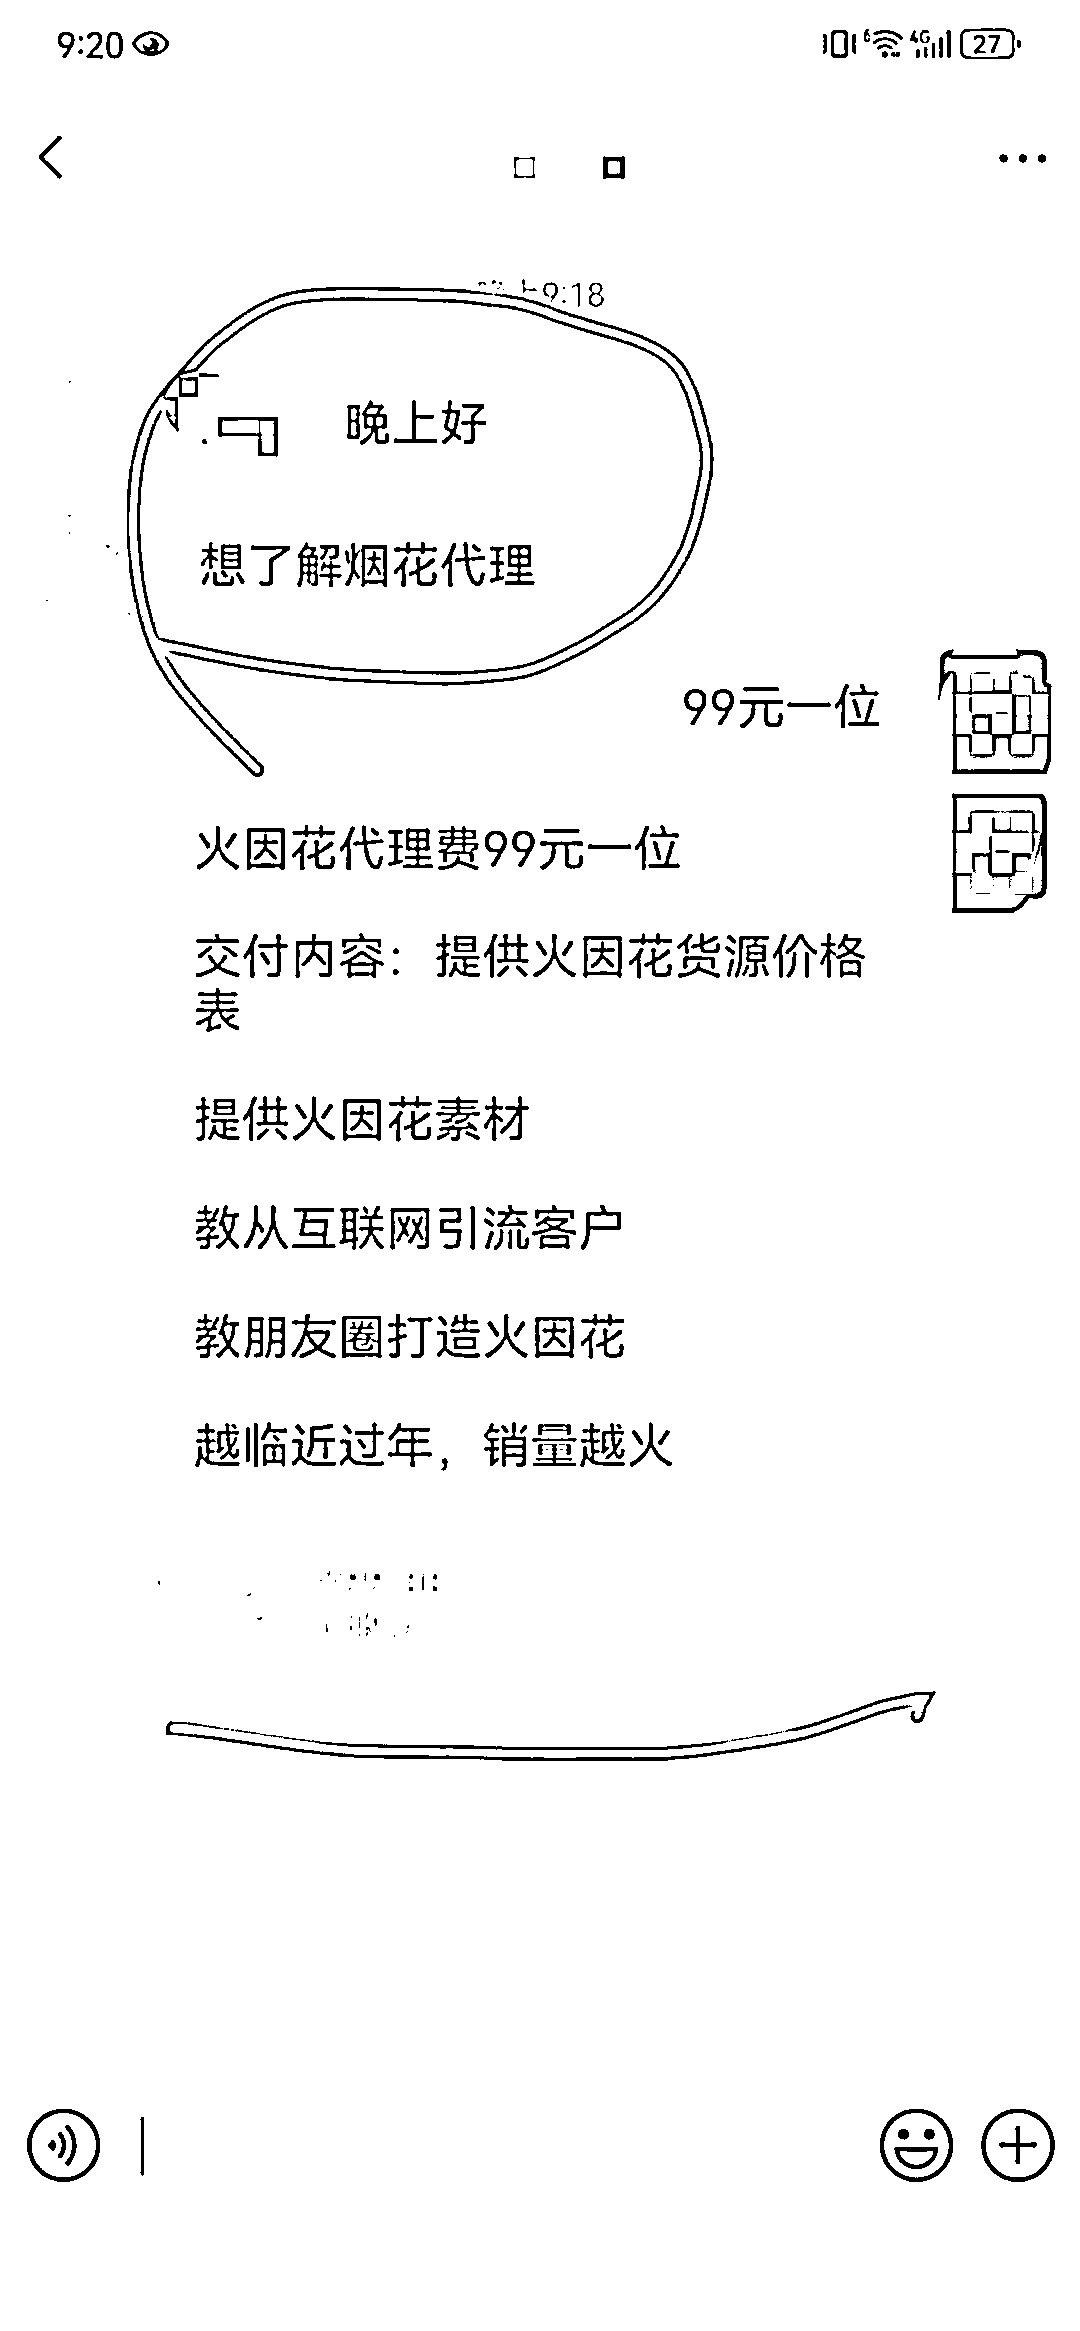 9:20
4G
27
9:18
晚上好
想了解烟花代理
99元一位
火因花代理费99元一位
交付内容：提供火因花货源价格
表
提供火因花素材
教从互联网引流客户
教朋友圈打造火因花
越临近过年，销量越火